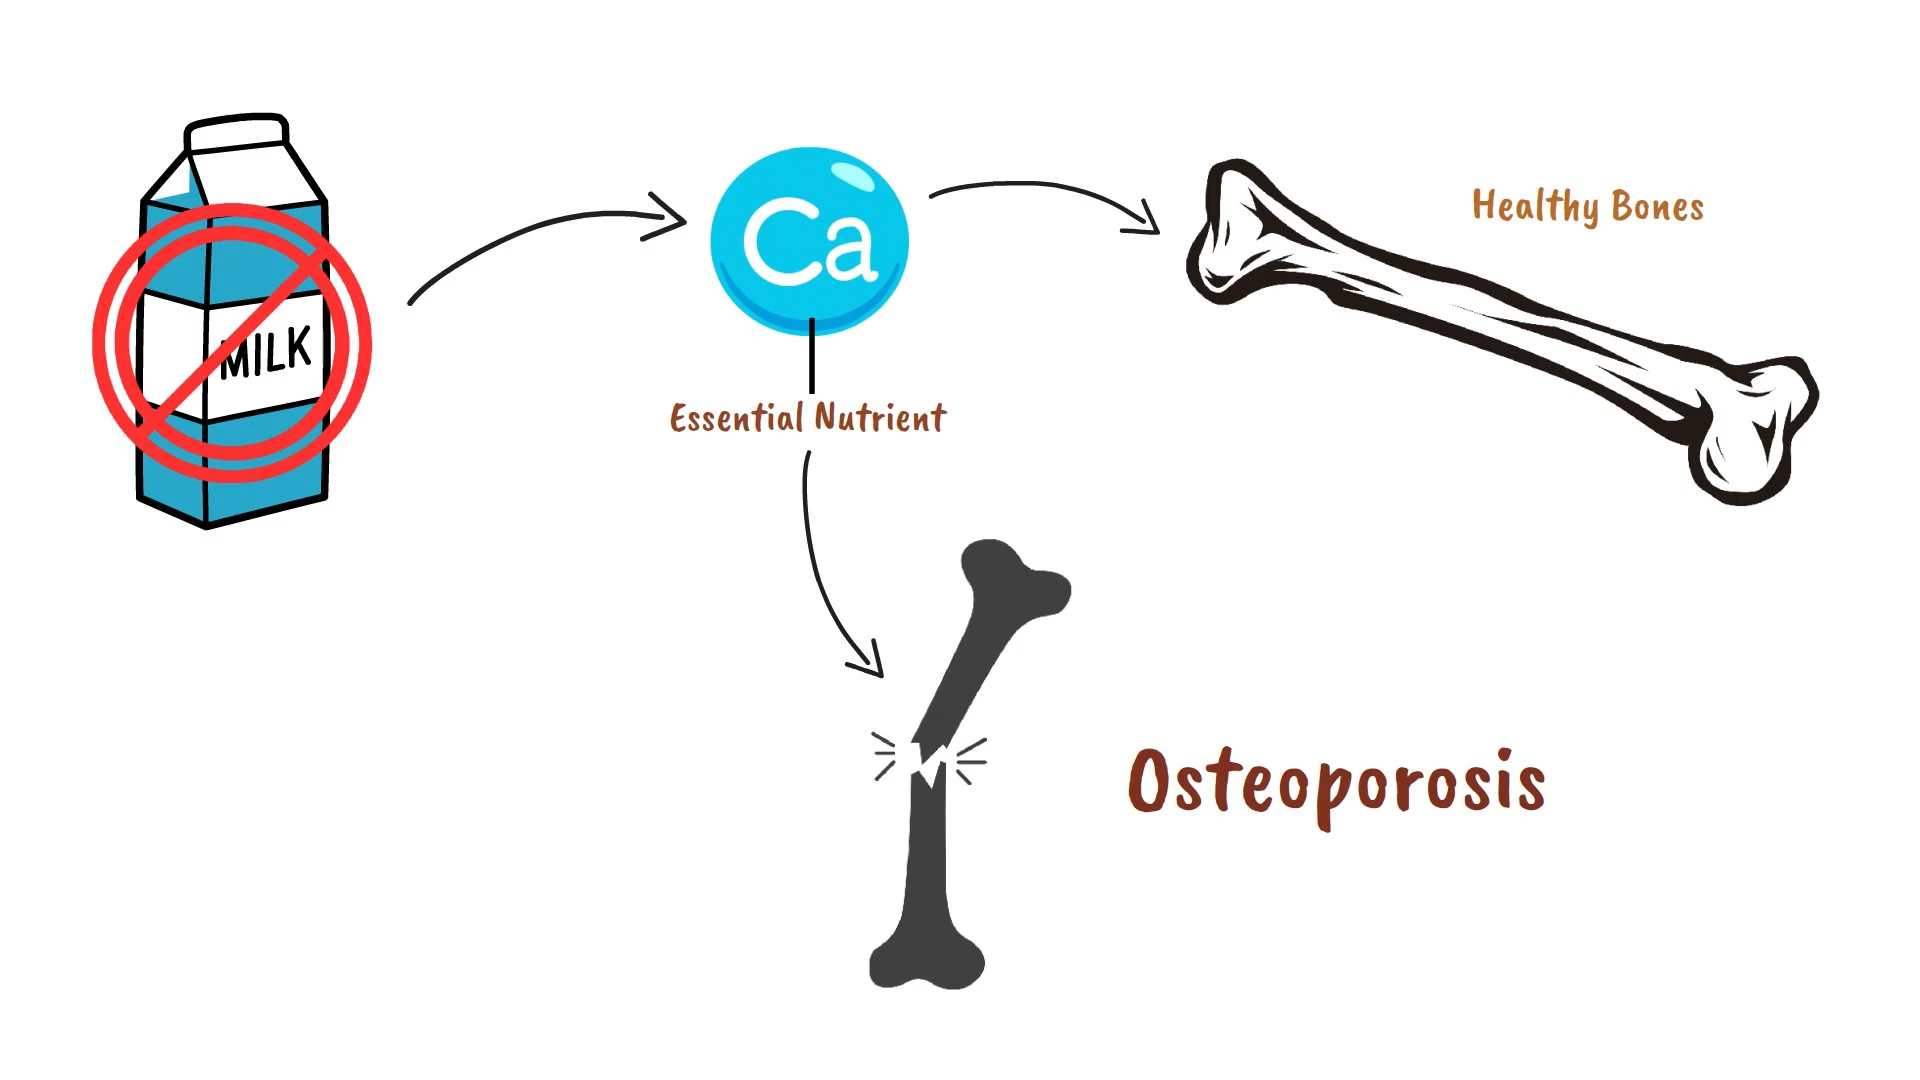 MILK
Ca
Healthy Bones
Essential Nutrient
Osteoporosis